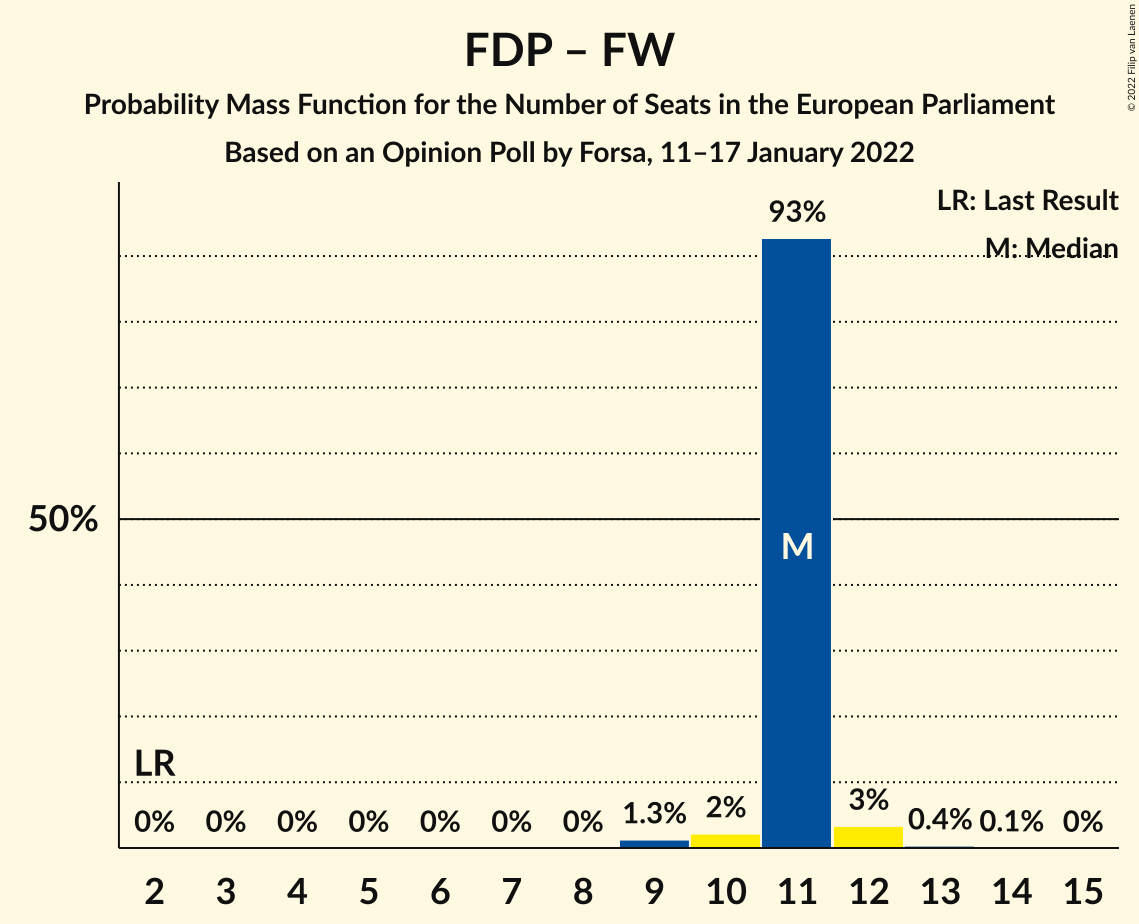 FDP – FW
Probability Mass Function for the Number of Seats in the European Parliament
Based on an Opinion Poll by Forsa, 11–17 January 2022
© 2022 Filip van Laenen
LR: Last Result
M: Median
93%
50%
M
LR
0% 0% 0% 0% 0% 0% 0% 1.3% 2% 3% 0.4% 0.1% 0%
2 3 4 5 6 7 8 9 10 11 12 13 14 15